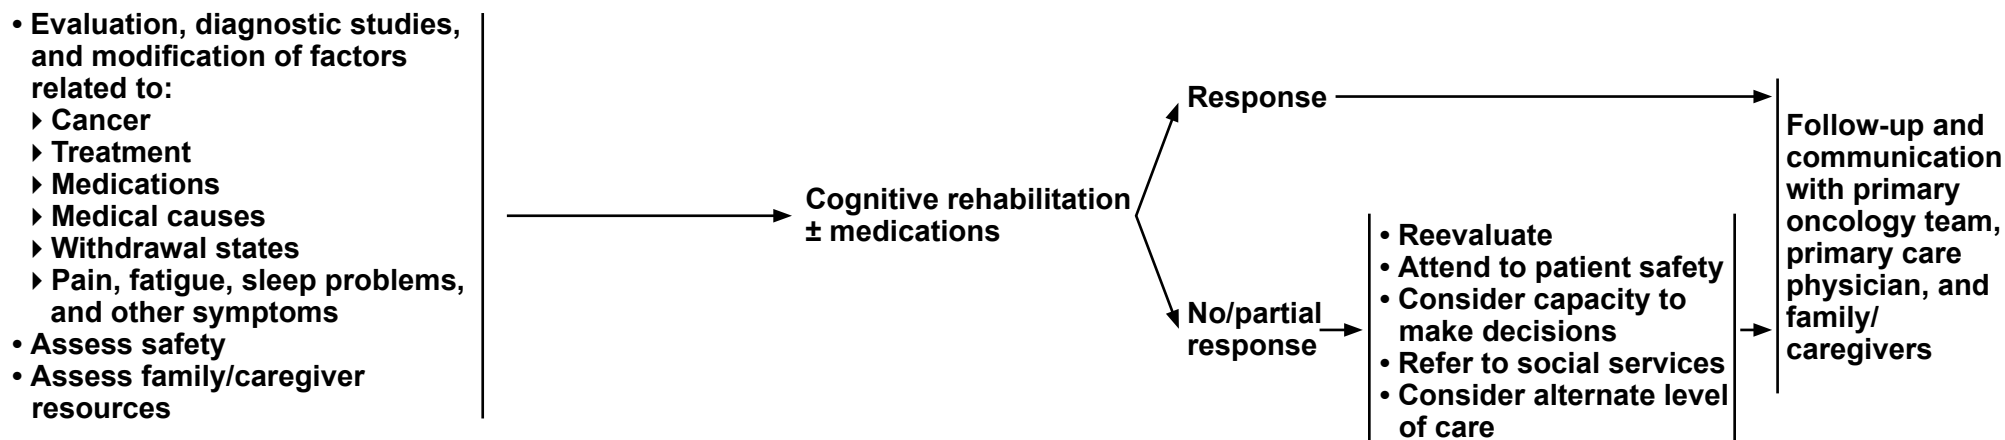 • Evaluation, diagnostic studies,
and modification of factors
related to:
▸ Cancer
▸ Treatment
▸ Medications
▸ Medical causes
▸ Withdrawal states
▸ Pain, fatigue, sleep problems,
and other symptoms
• Assess safety
• Assess family/caregiver
resources
Cognitive rehabilitation
± medications
Response
No/partial
response
• Reevaluate
• Attend to patient safety
• Consider capacity to
make decisions
• Refer to social services
• Consider alternate level
of care
Follow-up and
communication
with primary
oncology team,
primary care
physician, and
family/
caregivers